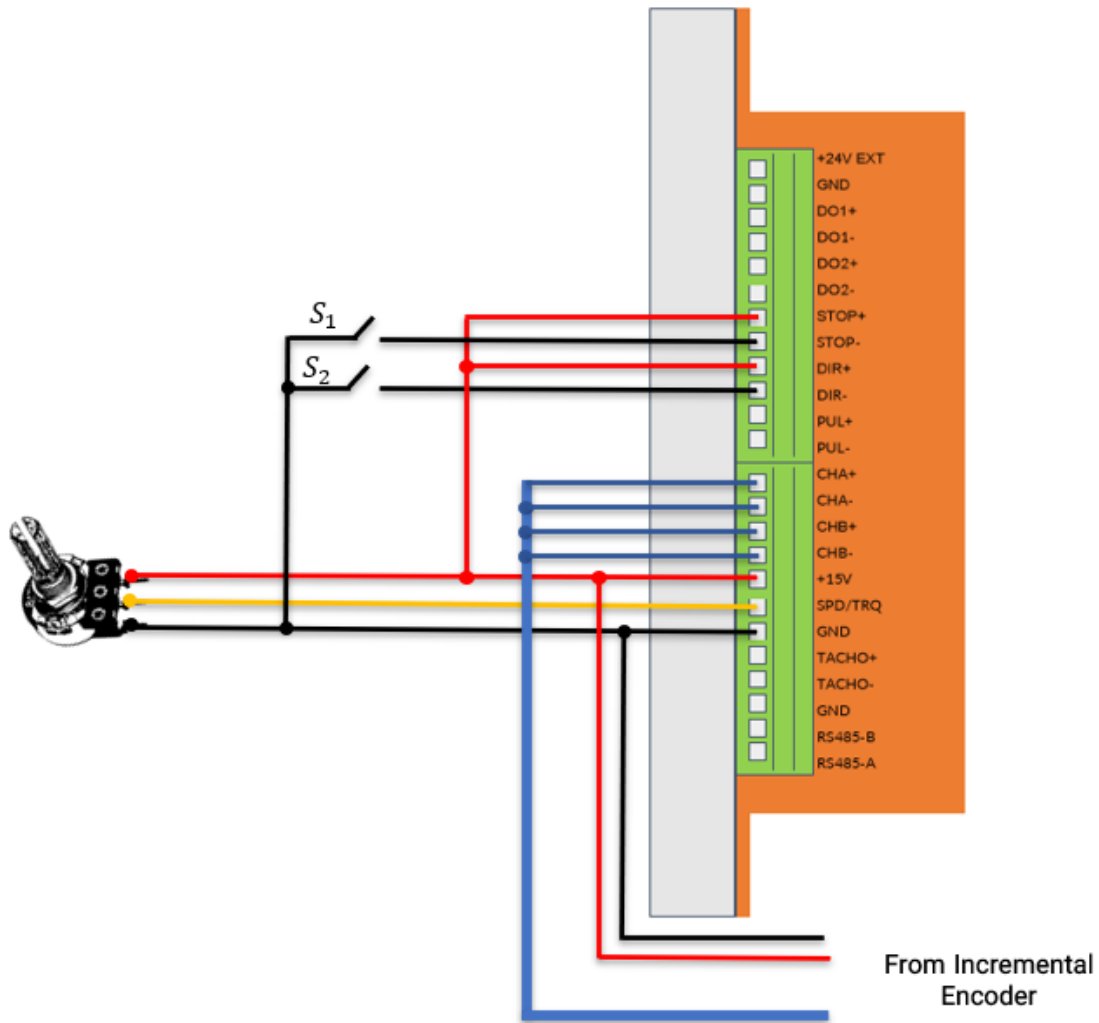 +24V EXT
GND
DO1+
DO1-
DO2+
DO2-
S₁
STOP+
STOP-
S₂
DIR+
DIR-
PUL+
PUL-
CHA+
CHA-
CHB+
CHB-
+15V
SPD/TRQ
GND
TACHO+
TACHO-
GND
RS485-B
RS485-A
From Incremental
Encoder